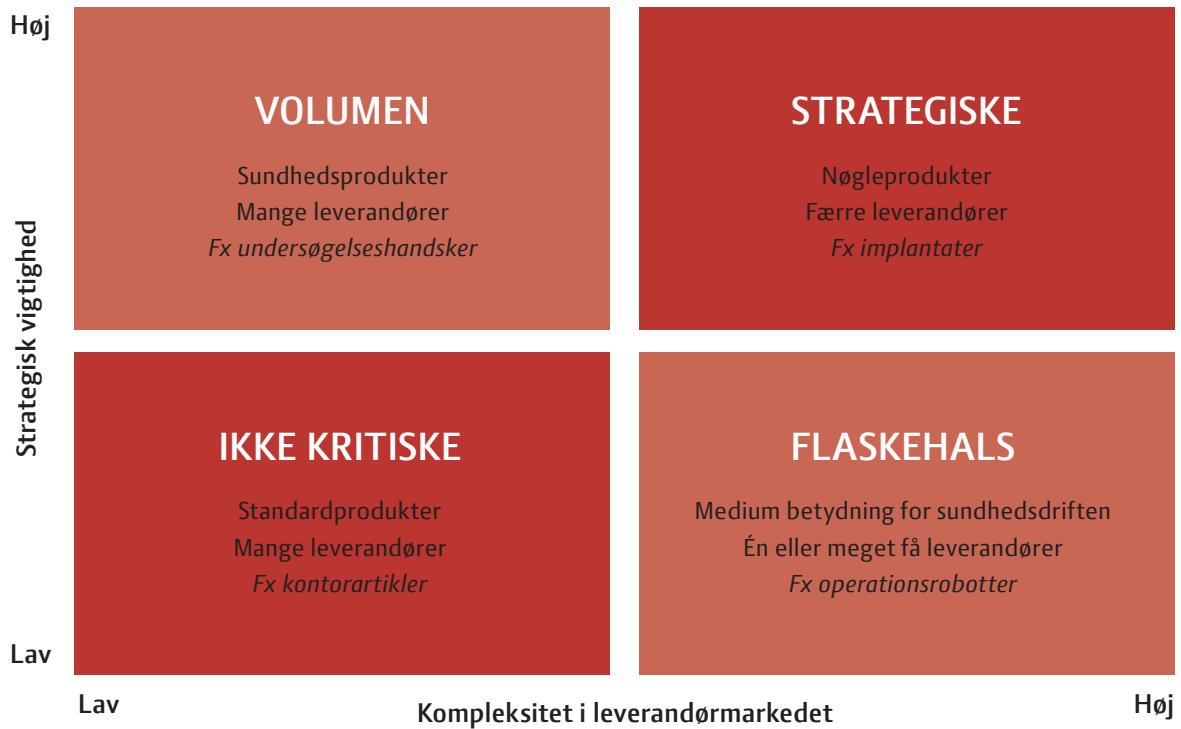 Høj
VOLUMEN
Sundhedsprodukter
Mange leverandører
Fx undersøgelseshandsker
STRATEGISKE
Nøgleprodukter
Færre leverandører
Fx implantater
Strategisk vigtighed
IKKE KRITISKE
Standardprodukter
Mange leverandører
Fx kontorartikler
FLASKEHALS
Medium betydning for sundhedsdriften
Én eller meget få leverandører
Fx operationsrobotter
Lav
Lav
Kompleksitet i leverandørmarkedet
Høj